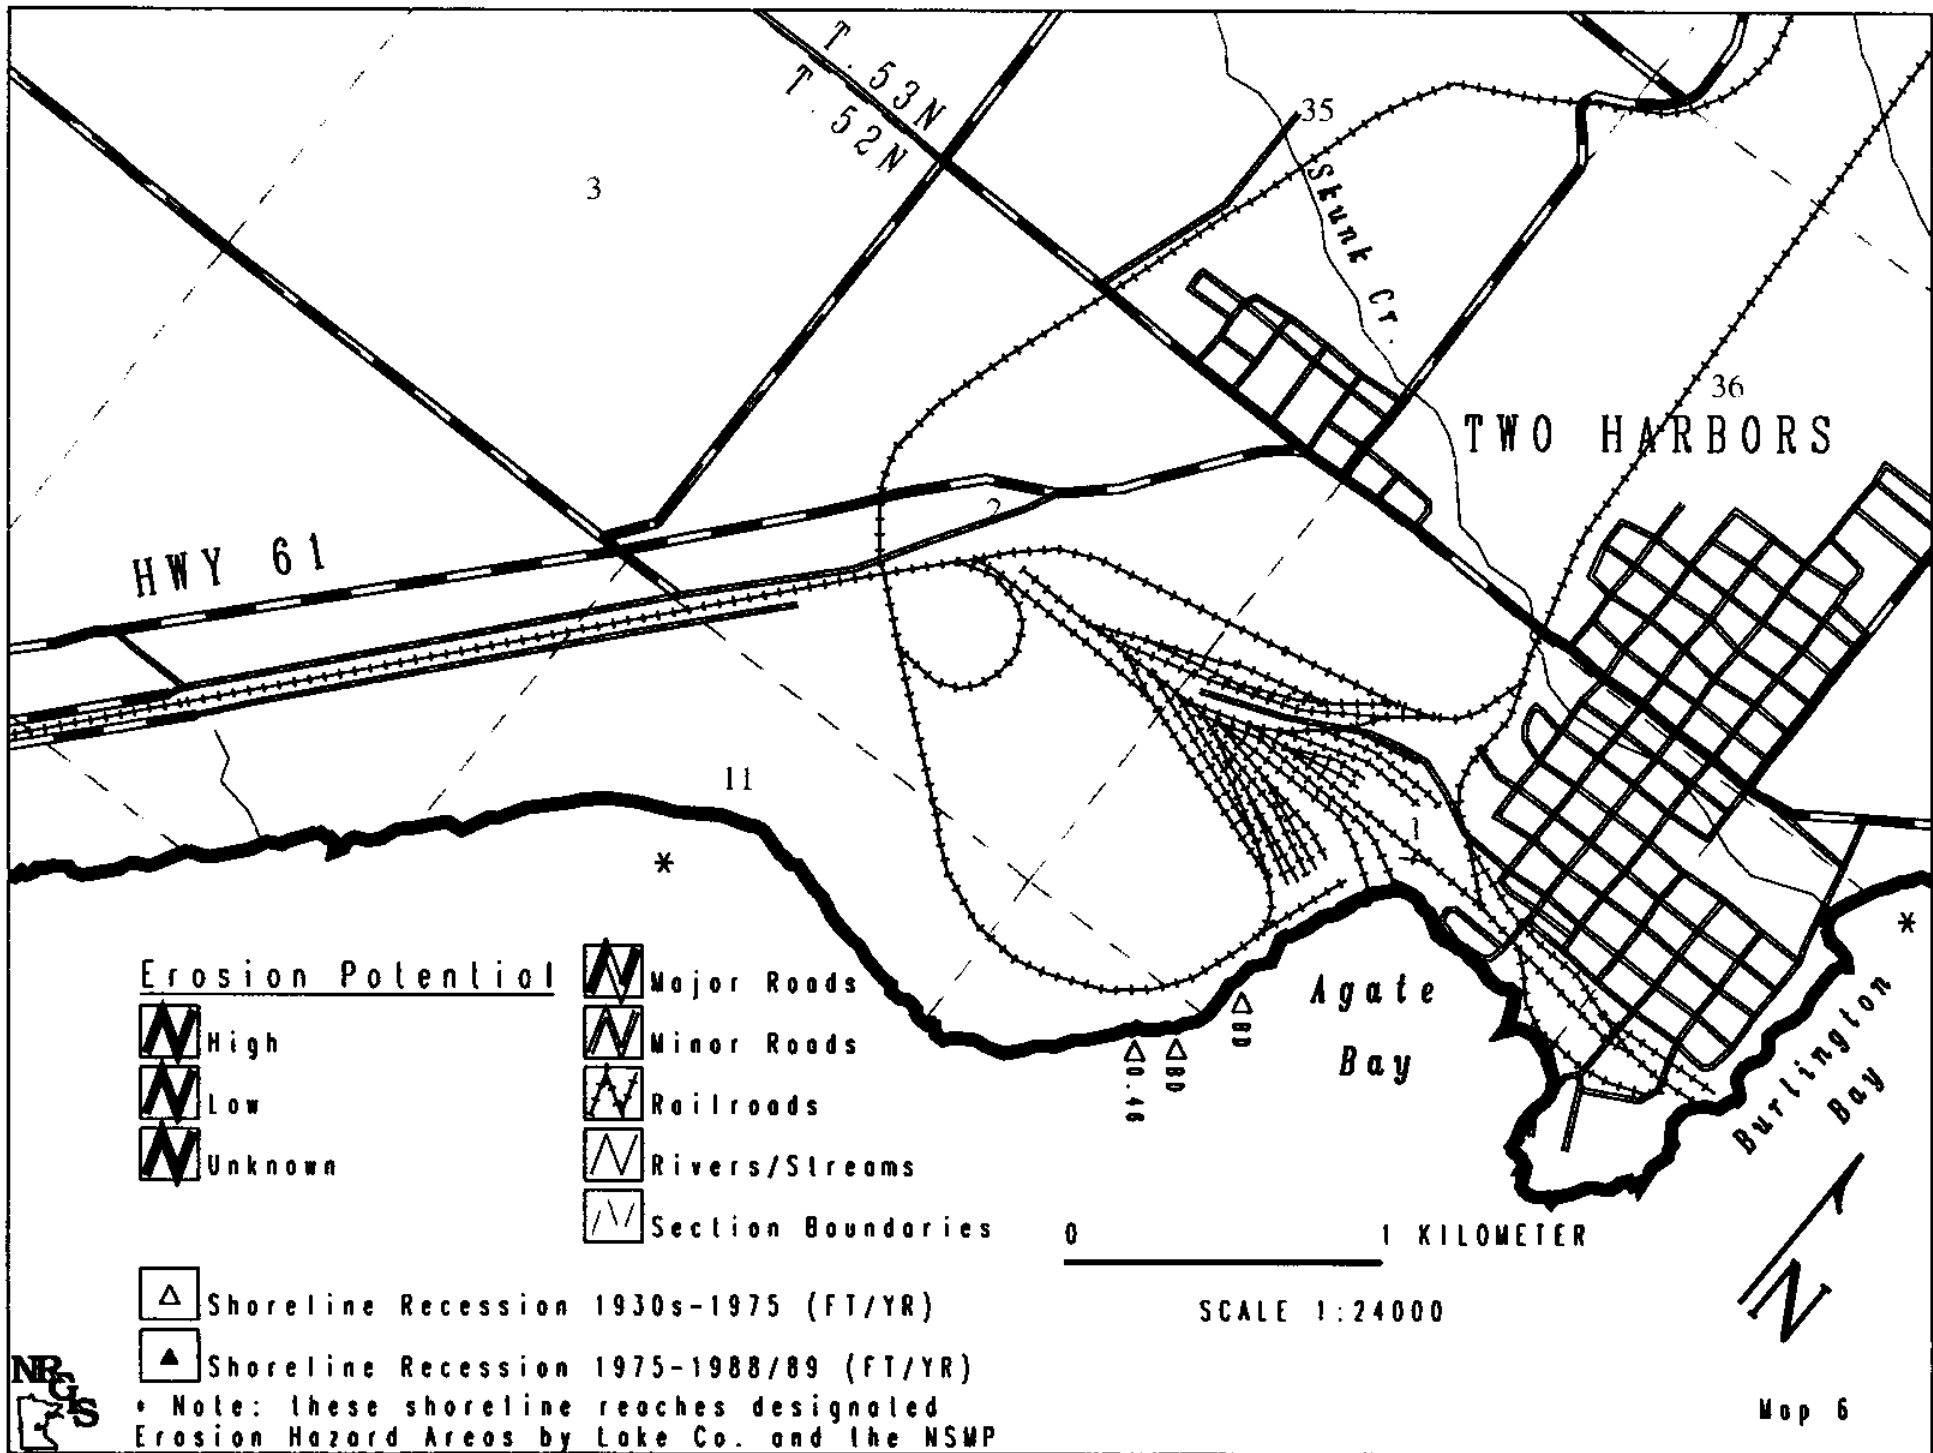 T. 53N
T. 52N
35
3
Skunk Cr.
36
TWO HARBORS
2
HWY 61
11
1
*
*
Erosion Potential
High
Low
Unknown
Major Roads
Minor Roads
Railroads
Rivers/Streams
Section Boundaries
Agate
Bay
BD
BD
0.46
Burlington
Bay
0 1 KILOMETER
SCALE 1:24000
N
Shoreline Recession 1930s-1975 (FT/YR)
Shoreline Recession 1975-1988/89 (FT/YR)
* Note: these shoreline reaches designated
Erosion Hazard Areas by Lake Co. and the NSMP
NRGIS
Map 6